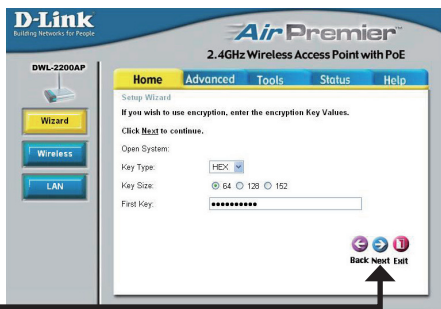 D-Link
Building Networks for People
Air Premier™
2.4GHz Wireless Access Point with PoE
DWL-2200AP
Home Advanced Tools Status Help
Setup Wizard
If you wish to use encryption, enter the encryption Key Values.
Click Next to continue.
Wizard
Wireless
LAN
Open System:
Key Type: HEX
Key Size: 64 128 152
First Key: ••••••••••
Back Next Exit